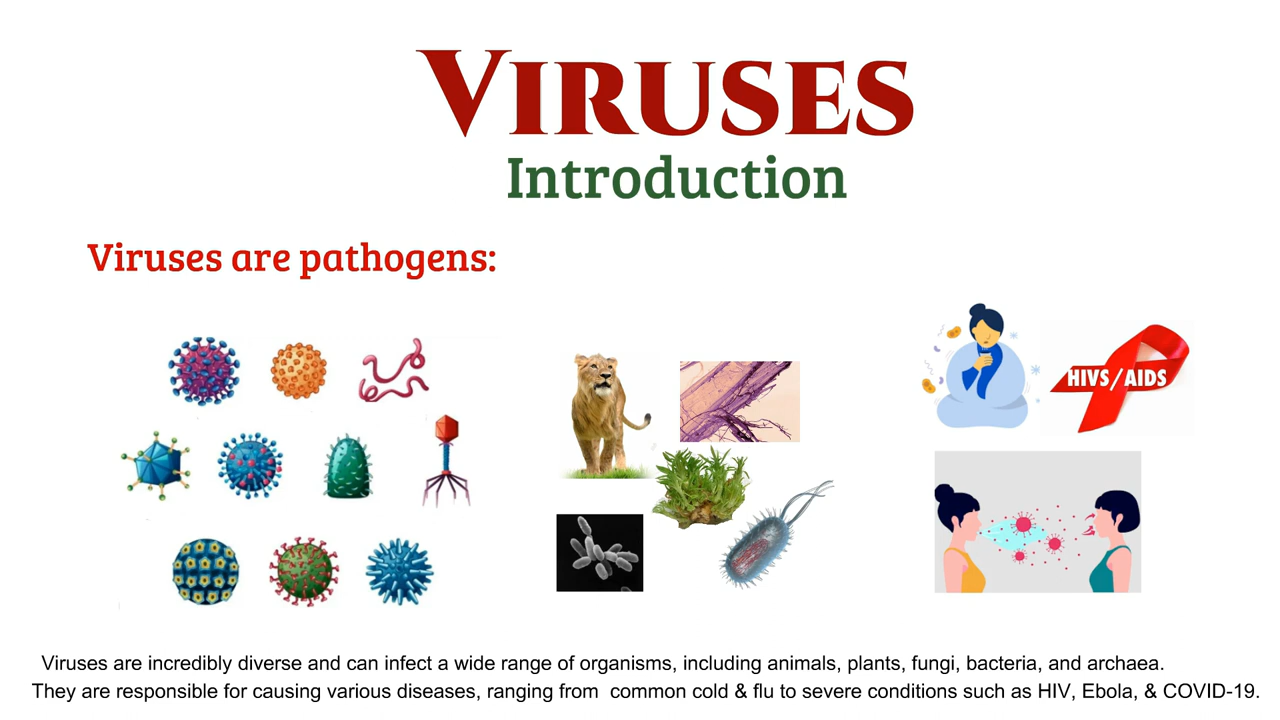 VIRUSES
Introduction
Viruses are pathogens:
HIVS/AIDS
Viruses are incredibly diverse and can infect a wide range of organisms, including animals, plants, fungi, bacteria, and archaea.
They are responsible for causing various diseases, ranging from common cold & flu to severe conditions such as HIV, Ebola, & COVID-19.